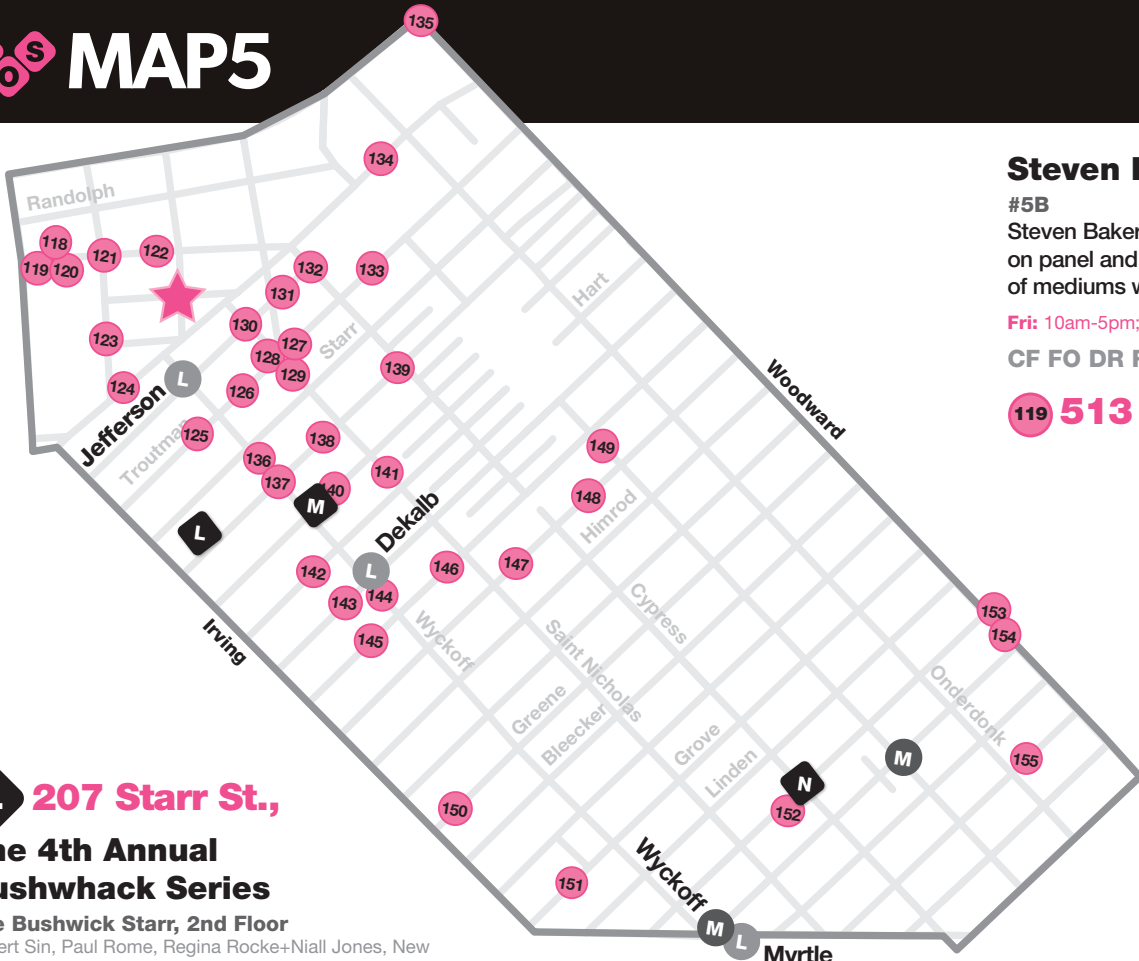 OS MAP5
135
134
Randolph
118
119
120
121
122
132
133
131
130
123
Starr
127
128
129
139
Hart
124
L
Jefferson
126
Troutman
125
138
136
137
141
140
M
L
Dekalb
149
148
Himrod
Woodward
142
L
146
147
143
144
145
Irving
Wyckoff
Cypress
Saint Nicholas
Greene
Bleecker
Grove
Linden
153
154
Onderdonk
155
M
N
152
150
151
Wyckoff
M
L
Myrtle
Steven
#5B
Steven Baker
on panel and
of mediums
Fri: 10am-5pm;
CF FO DR
119 513
207 Starr St.,
4th Annual
Bushwhack Series
Bushwick Starr, 2nd Floor
Sin, Paul Rome, Regina Rocke+Niall Jones, New